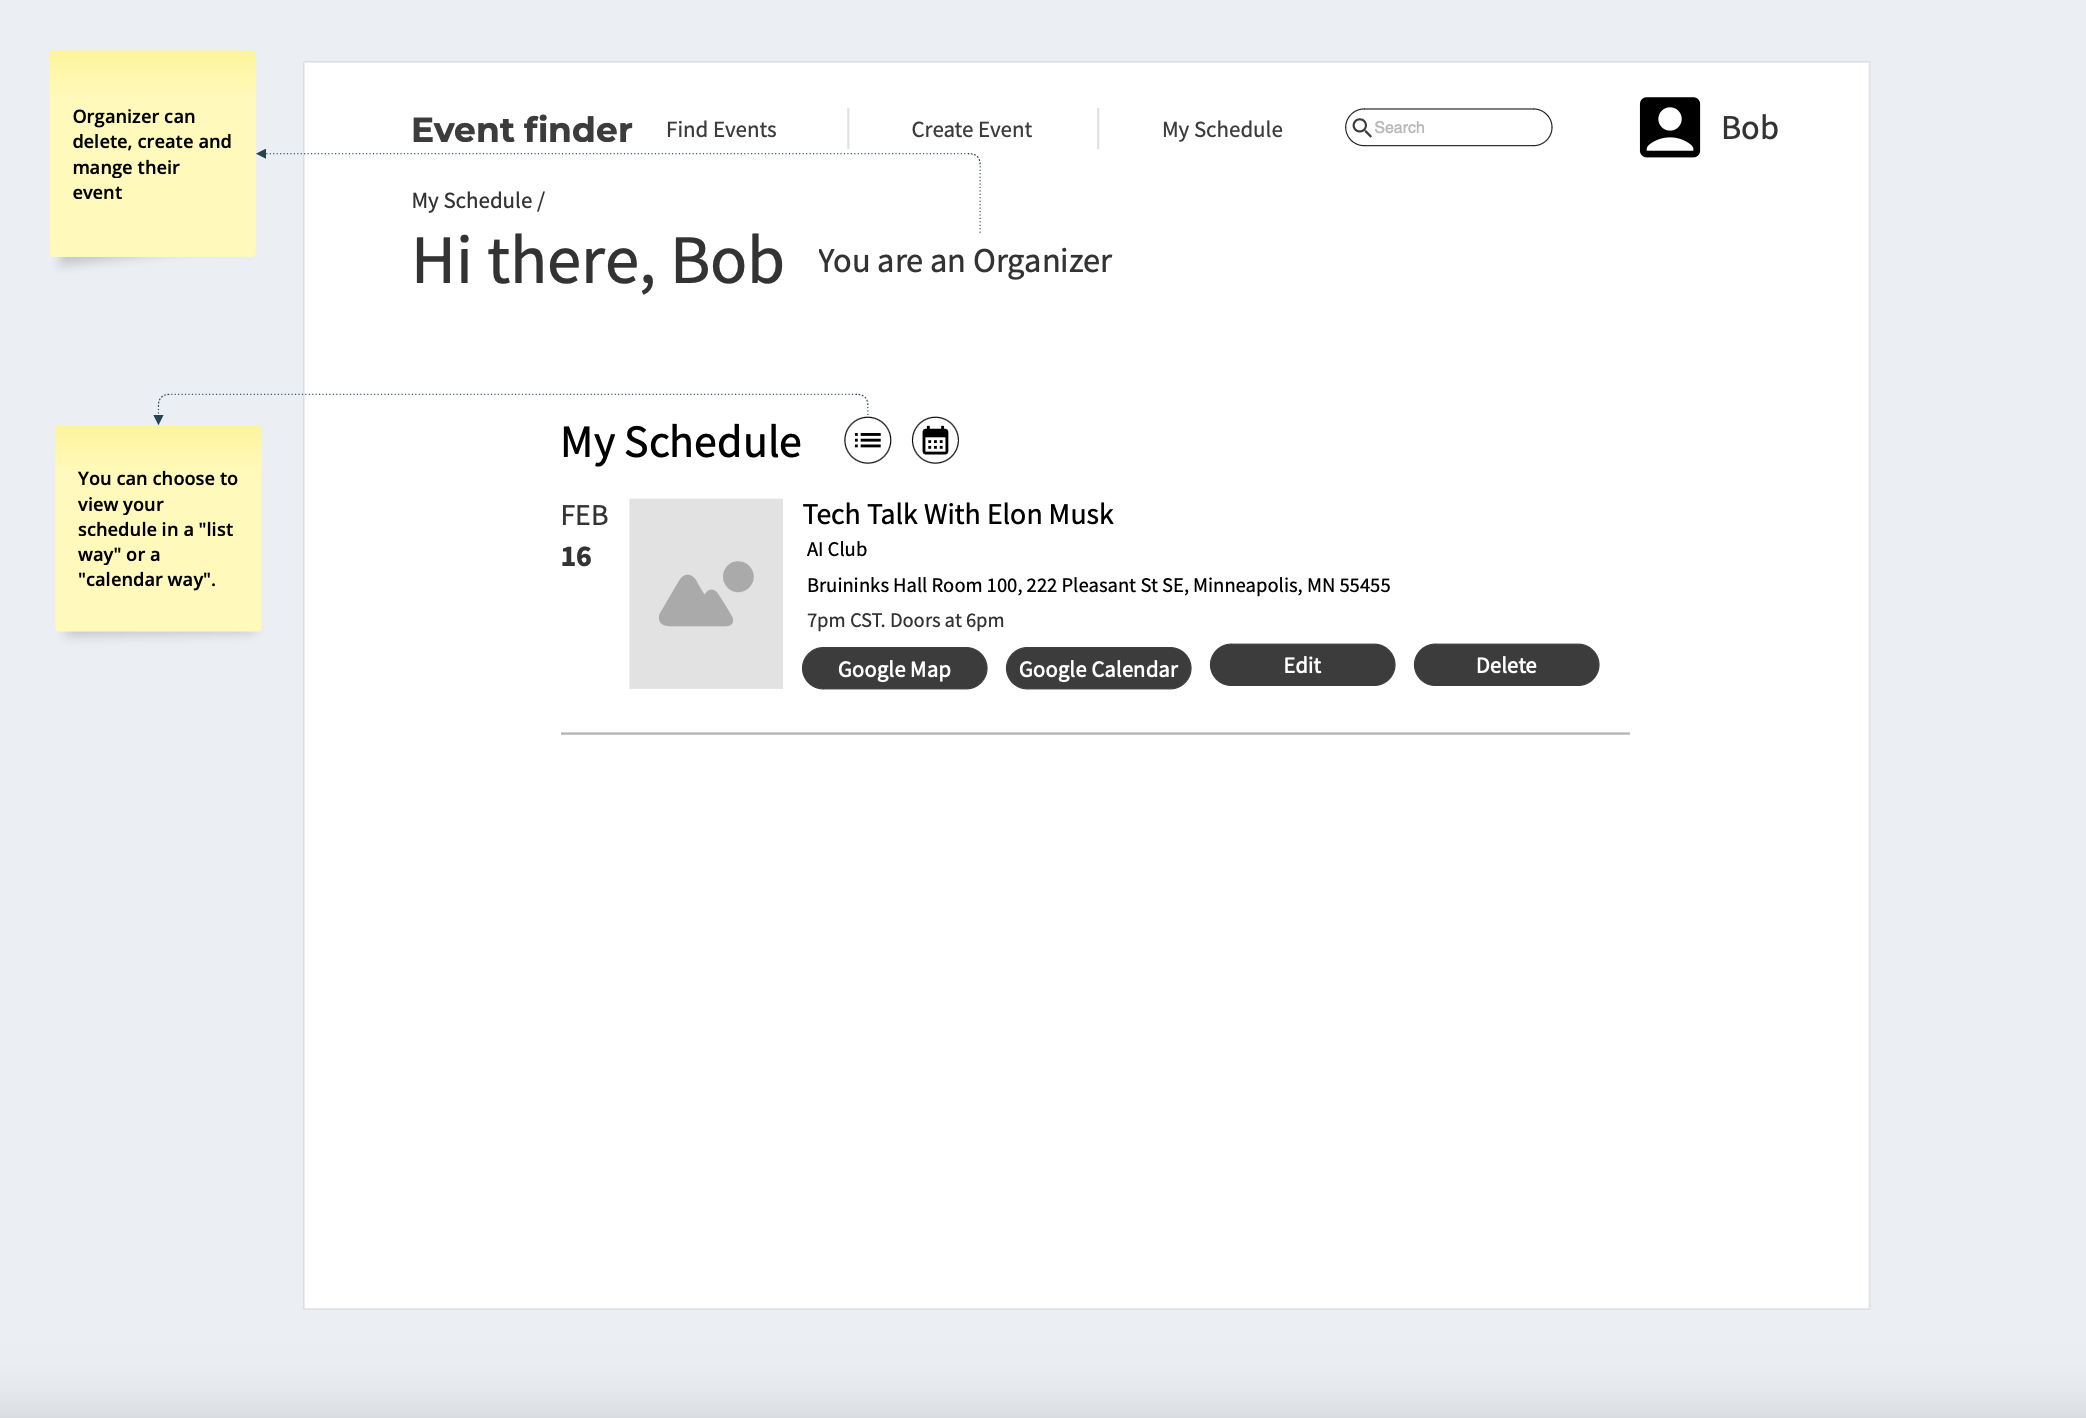 Organizer can
delete, create and
mange their
event
Event finder
Find Events
Create Event
My Schedule
Search
Bob
My Schedule /
Hi there, Bob
You are an Organizer
You can choose to
view your
schedule in a "list
way" or a
"calendar way".
My Schedule
FEB
16
Tech Talk With Elon Musk
AI Club
Bruininks Hall Room 100, 222 Pleasant St SE, Minneapolis, MN 55455
7pm CST. Doors at 6pm
Google Map
Google Calendar
Edit
Delete